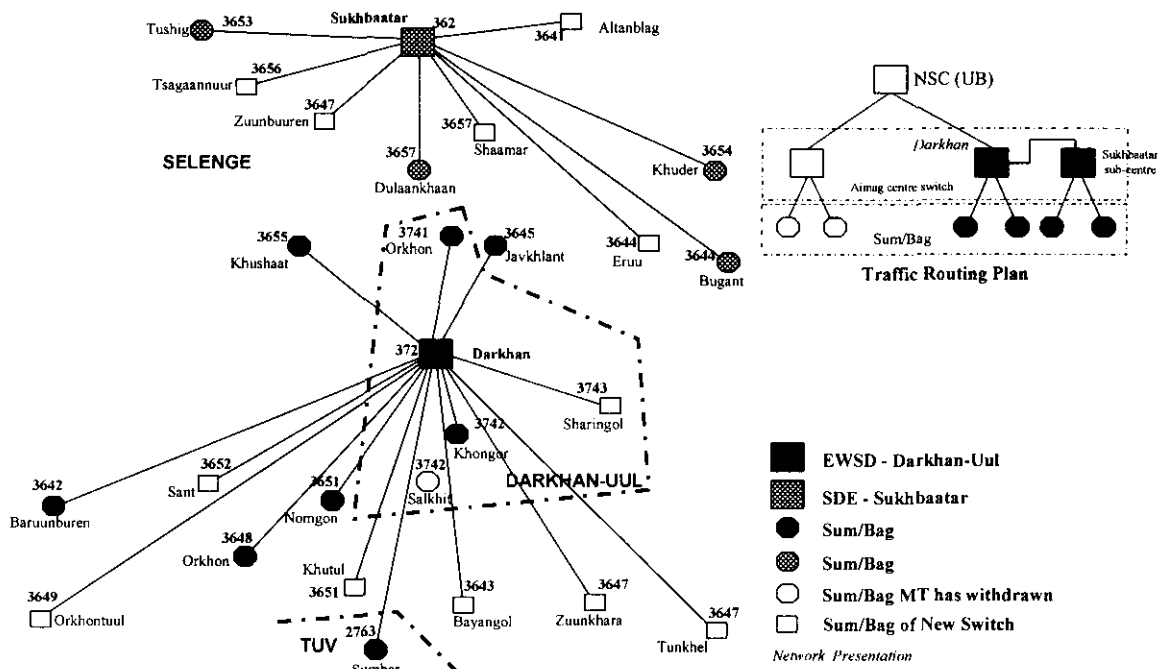 Sukhbaatar
362
3653
Tushig
Altanblag
3641
3656
Tsagaannuur
3647
Zuunbuuren
3657
Shaamar
SELENGE
3657
Dulaankhaan
3654
Khuder
3644
Eruu
3644
Bugant
NSC (UB)
Darkhan
Sukhbaatar
sub-centre
Aimag centre switch
Sum/Bag
Traffic Routing Plan
3655
Khushaat
3741
Orkhon
3645
Javkhlant
372
Darkhan
3743
Sharingol
3742
Khongor
3742
Salkhit
DARKHAN-UUL
3652
Sant
3651
Nomgon
3642
Baruunburen
3648
Orkhon
Khutul
3651
3649
Orkhontuul
3643
Bayangol
3647
Zuunkhara
3647
Tunkhel
TUV
2763
Sumber
EWSD - Darkhan-Uul
SDE - Sukhbaatar
Sum/Bag
Sum/Bag
Sum/Bag MT has withdrawn
Sum/Bag of New Switch
Network Presentation